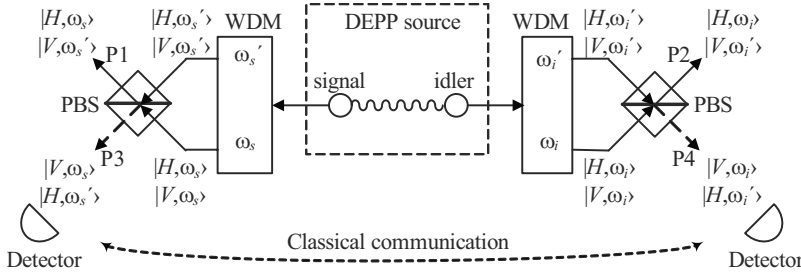 |H,ωs⟩
|V,ωs′⟩
P1
|H,ωs′⟩
|V,ωs′⟩
WDM
DEPP source
WDM
|H,ωi′⟩
|V,ωi′⟩
P2
|H,ωi⟩
|V,ωi′⟩
ωs′
signal
idler
ωi′
PBS
PBS
ωs
ωi
P3
P4
|V,ωs⟩
|H,ωs′⟩
|H,ωs⟩
|V,ωs⟩
|H,ωi⟩
|V,ωi⟩
|V,ωi⟩
|H,ωi′⟩
Detector
Classical communication
Detector